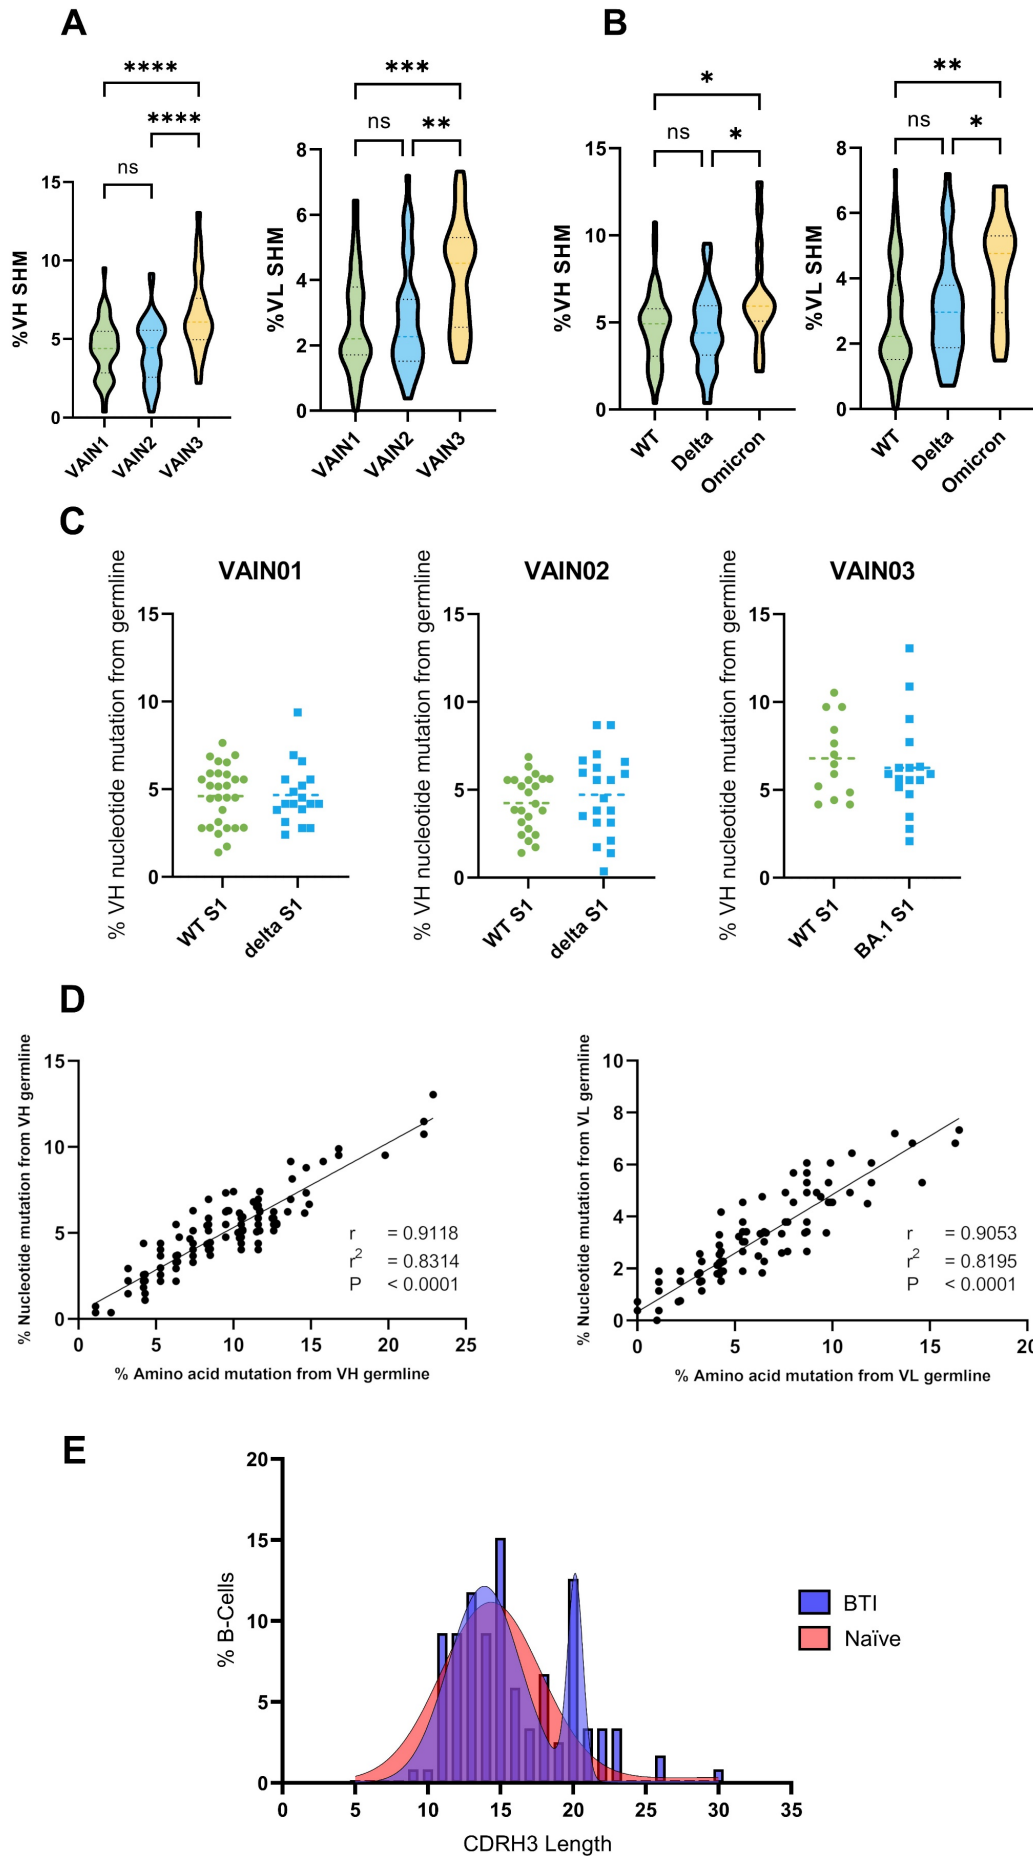 A
B
****
****
ns
%VH SHM
15
10
5
0
VAIN1
VAIN2
VAIN3
***
ns
**
%VL SHM
8
6
4
2
0
VAIN1
VAIN2
VAIN3
*
ns
*
%VH SHM
15
10
5
0
WT
Delta
Omicron
**
ns
*
%VL SHM
8
6
4
2
0
WT
Delta
Omicron
C
VAIN01
% VH nucleotide mutation from germline
15
10
5
0
WT S1
delta S1
VAIN02
% VH nucleotide mutation from germline
15
10
5
0
WT S1
delta S1
VAIN03
% VH nucleotide mutation from germline
15
10
5
0
WT S1
BA.1 S1
D
% Nucleotide mutation from VH germline
15
10
5
0
r = 0.9118
r² = 0.8314
P < 0.0001
0 5 10 15 20 25
% Amino acid mutation from VH germline
% Nucleotide mutation from VL germline
10
8
6
4
2
0
r = 0.9053
r² = 0.8195
P < 0.0001
0 5 10 15 20
% Amino acid mutation from VL germline
E
% B-Cells
20
15
10
5
0
BTI
Naïve
0 5 10 15 20 25 30 35
CDRH3 Length